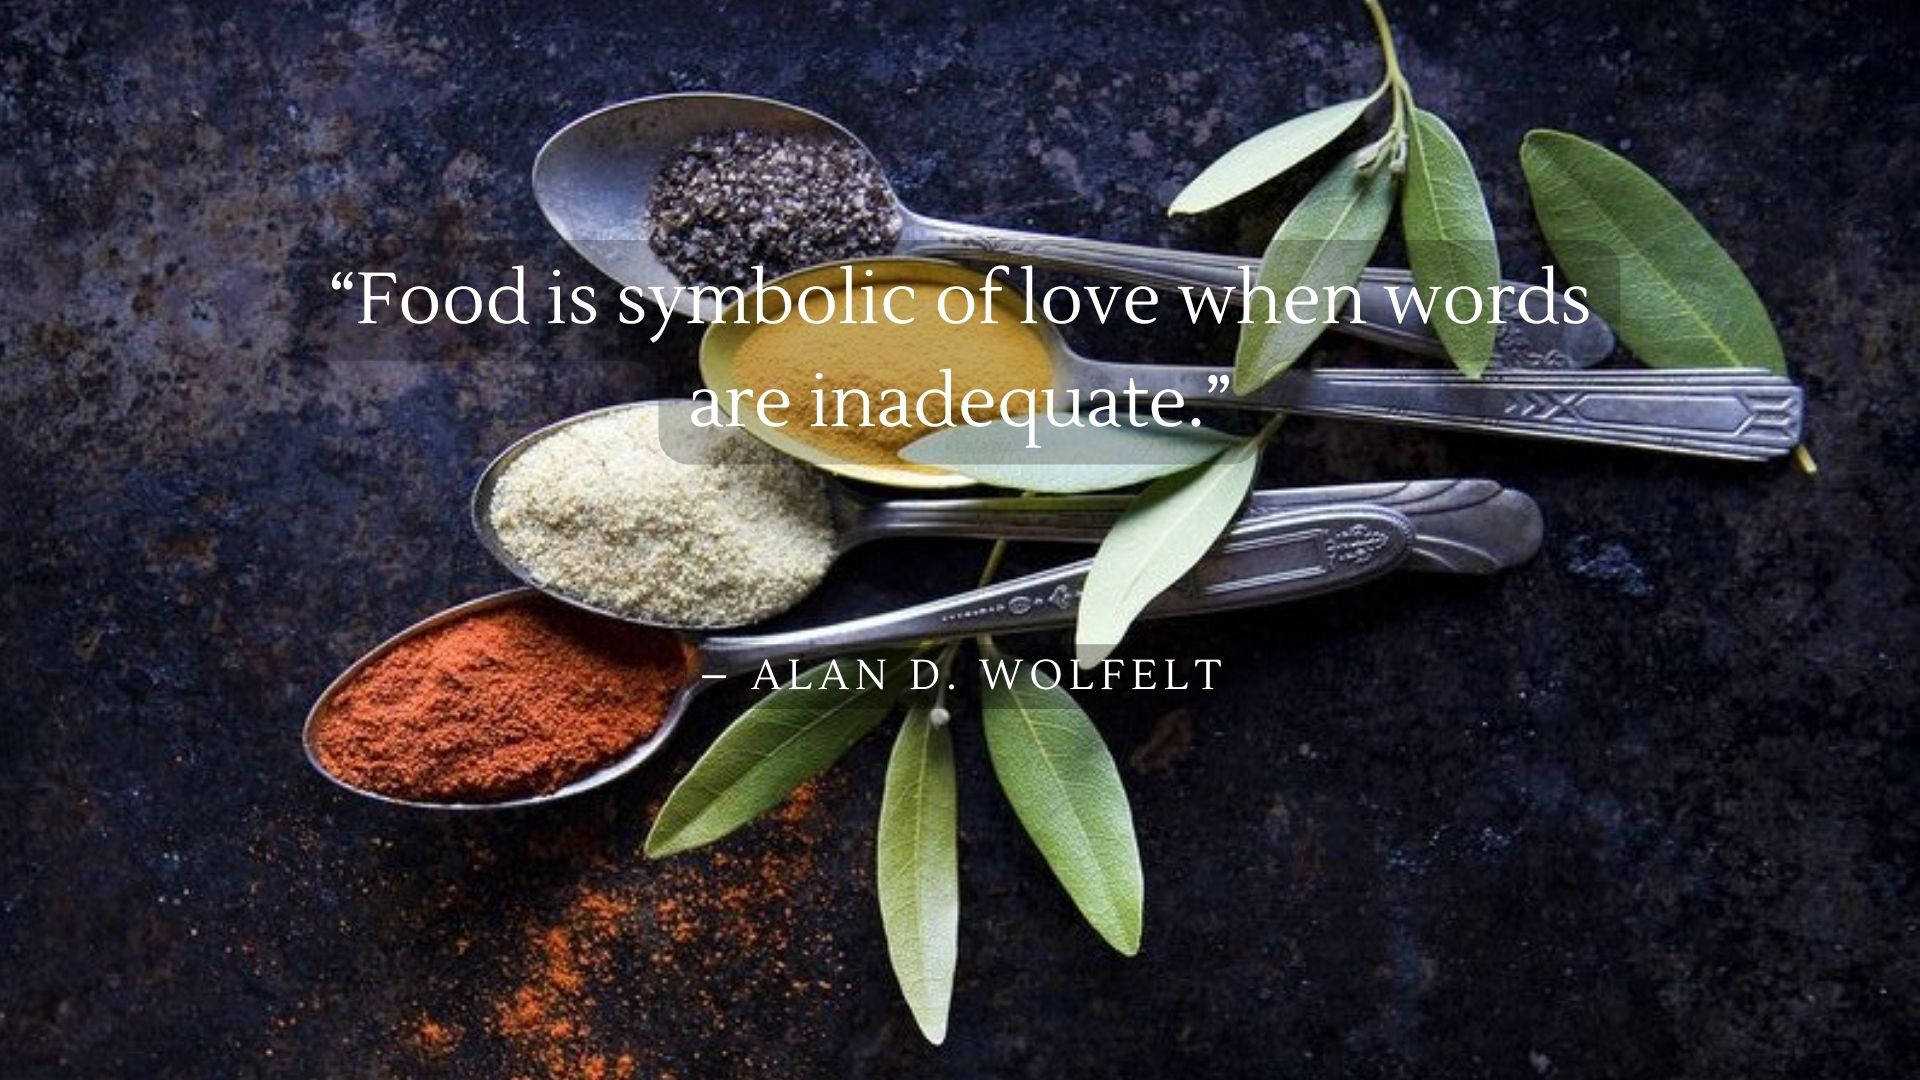 “Food is symbolic of love when words
are inadequate.”
– ALAN D. WOLFELT